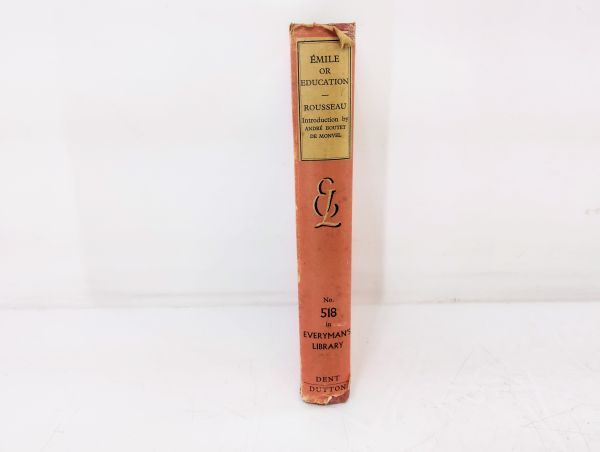 ÉMILE
OR
EDUCATION
—
ROUSSEAU
Introduction by
ANDRÉ BOUTET
DE MONVEL
EL
No.
518
in
EVERYMAN'S
LIBRARY
DENT
DUTTON